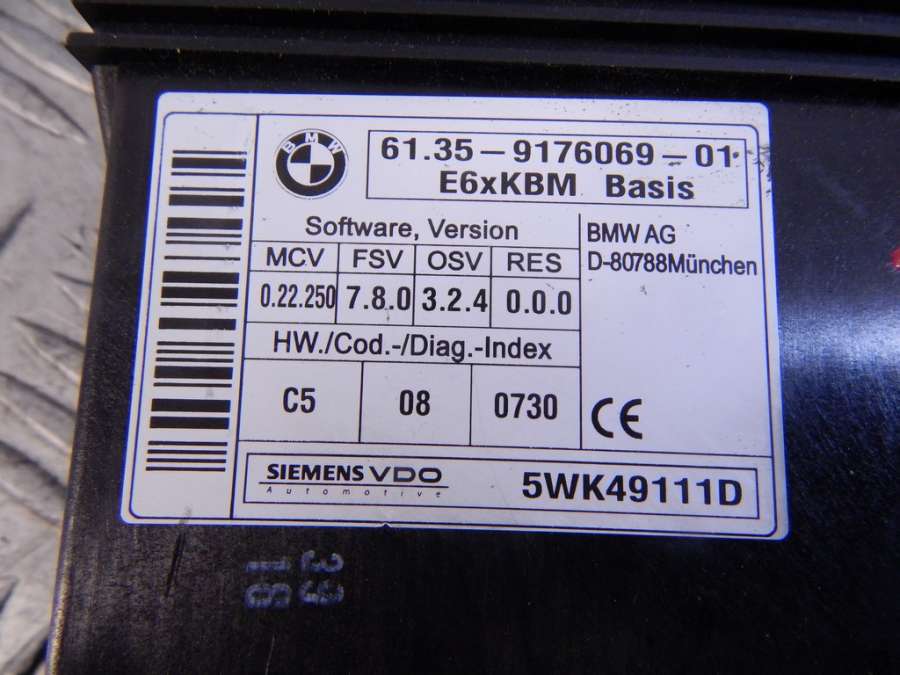 BMW
61.35-9176069-01
E6xKBM Basis
Software, Version
MCV FSV OSV RES
0.22.250 7.8.0 3.2.4 0.0.0
HW./Cod.-/Diag.-Index
C5 08 0730
BMW AG
D-80788München
CE
SIEMENS VDO
Automotive
5WK49111D